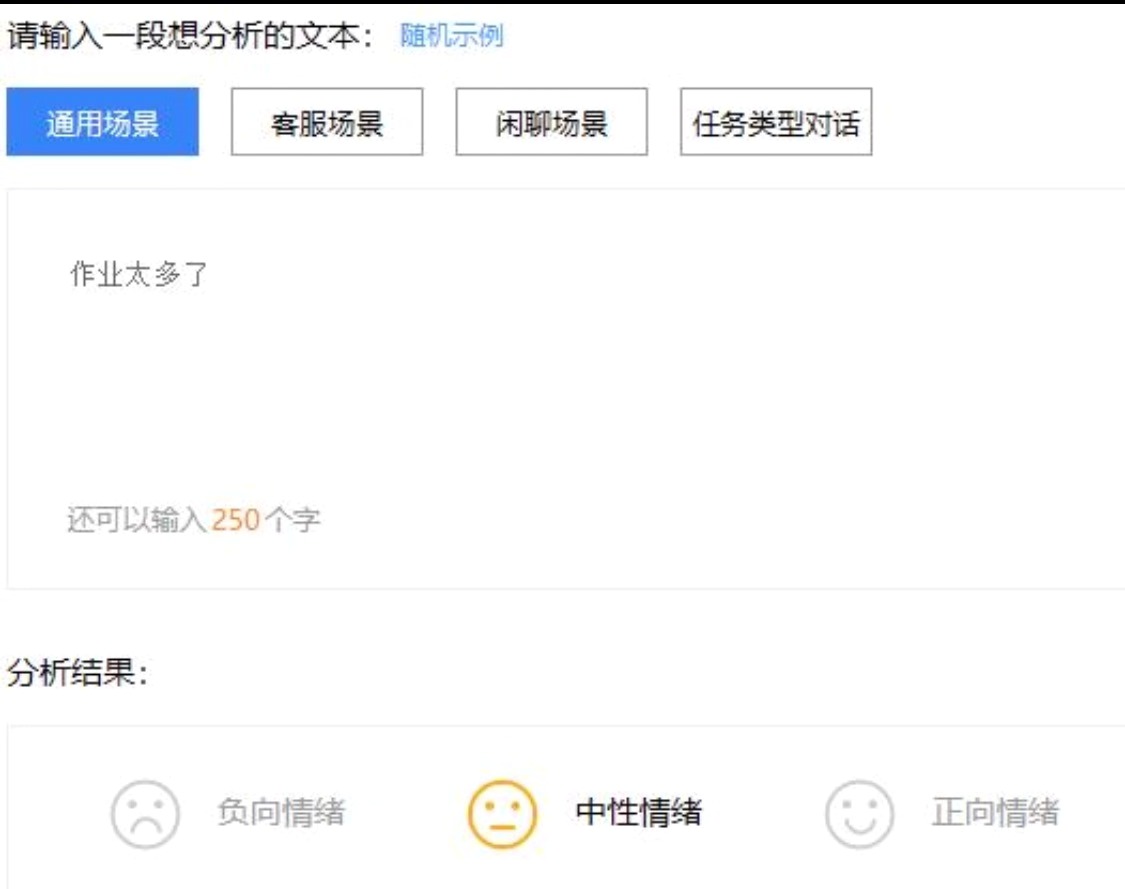 请输入一段想分析的文本： 随机示例
通用场景 客服场景 闲聊场景 任务类型对话
作业太多了
还可以输入250个字
分析结果：
负向情绪 中性情绪 正向情绪